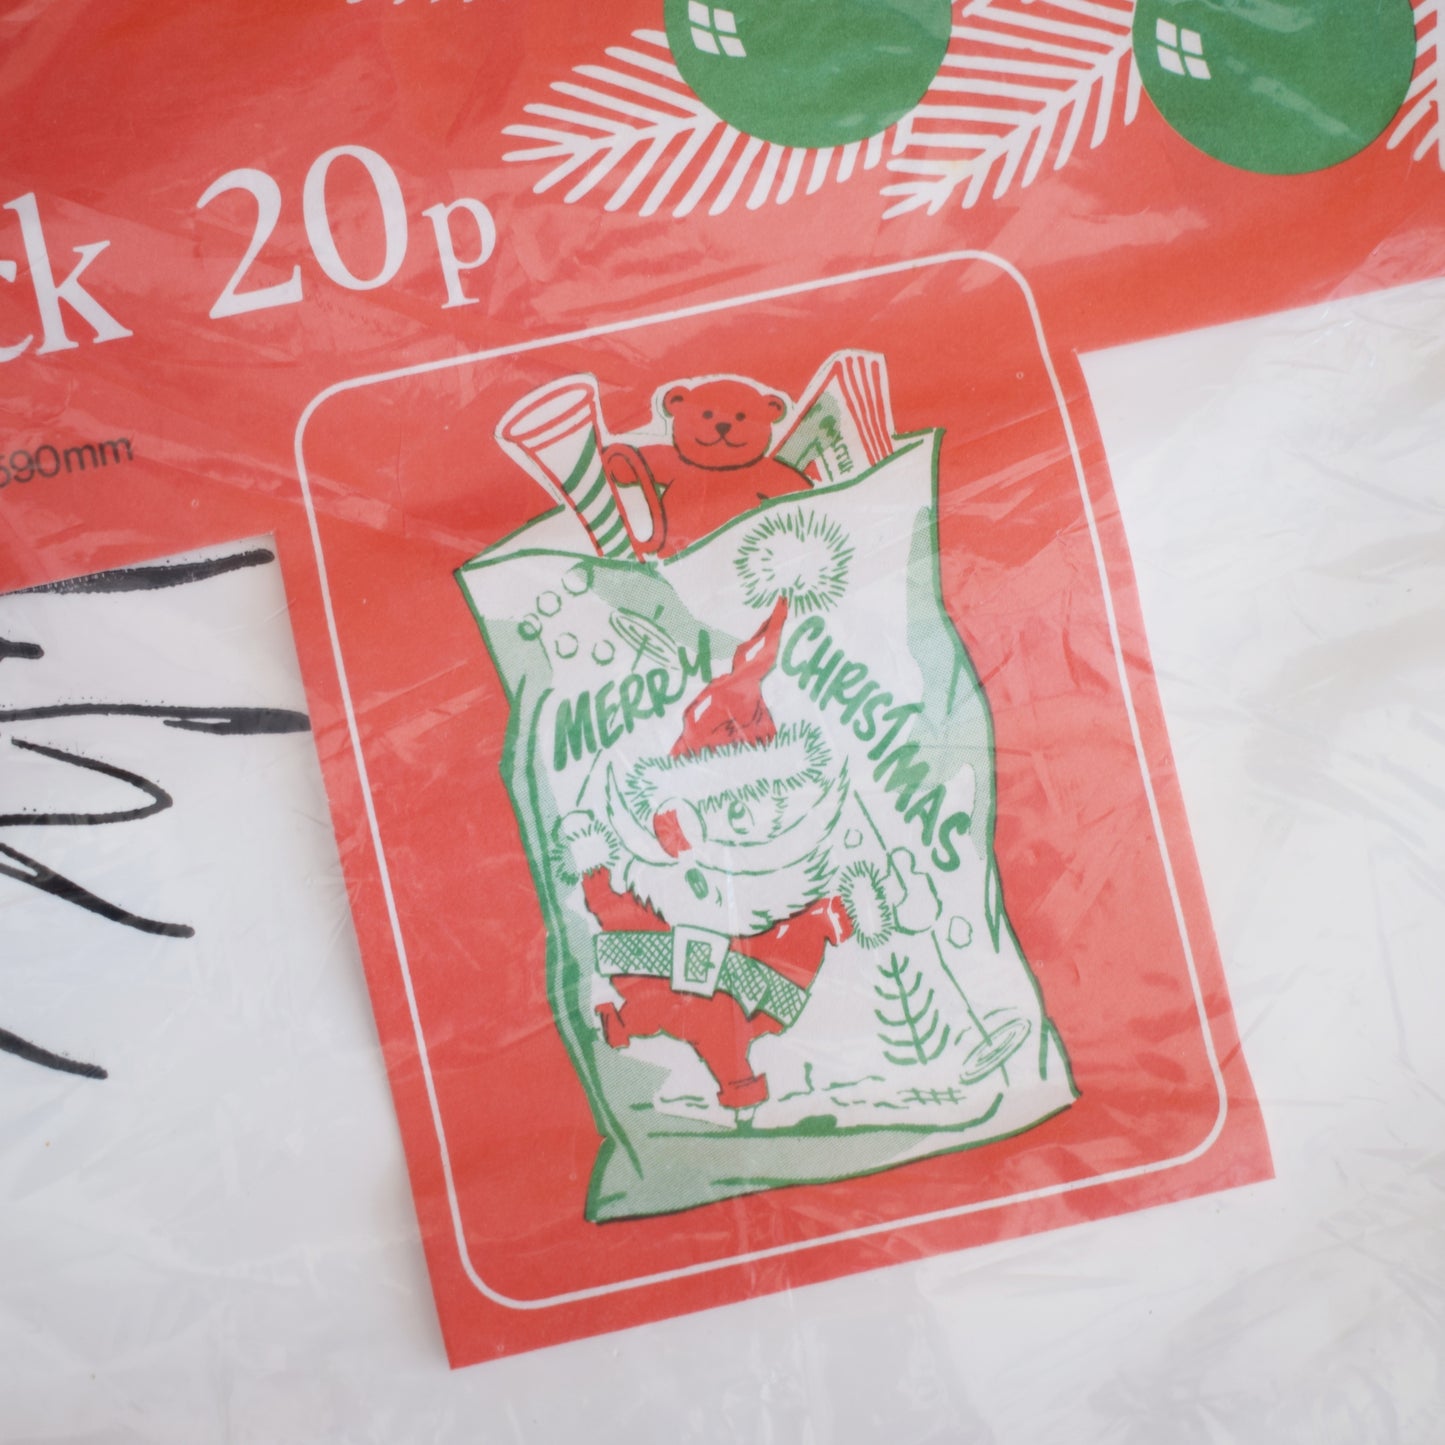 ck 20p
590mm
MERRY CHRISTMAS